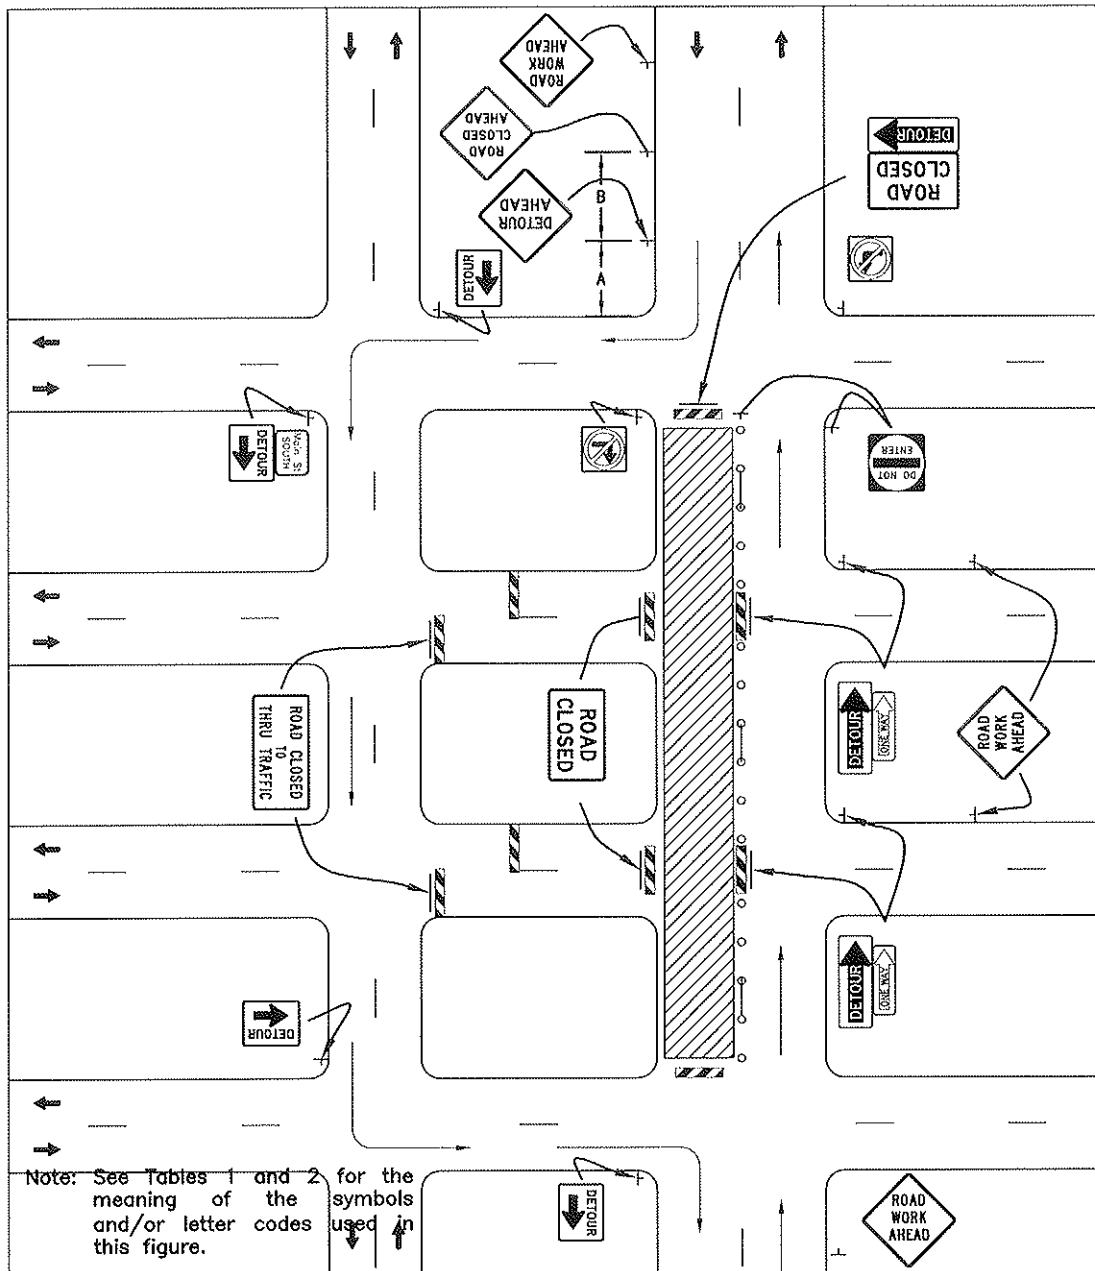 ROAD
WORK
AHEAD
ROAD
CLOSED
AHEAD
DETOUR
AHEAD
B
A
DETOUR
DETOUR
ROAD
CLOSED
Main St
SOUTH
DETOUR
DO NOT
ENTER
ROAD CLOSED
TO
THRU TRAFFIC
ROAD
CLOSED
DETOUR
ONE WAY
ROAD
WORK
AHEAD
DETOUR
ONE WAY
DETOUR
DETOUR
ROAD
WORK
AHEAD
Note: See Tables 1 and 2 for the
meaning of the symbols
and/or letter codes used in
this figure.